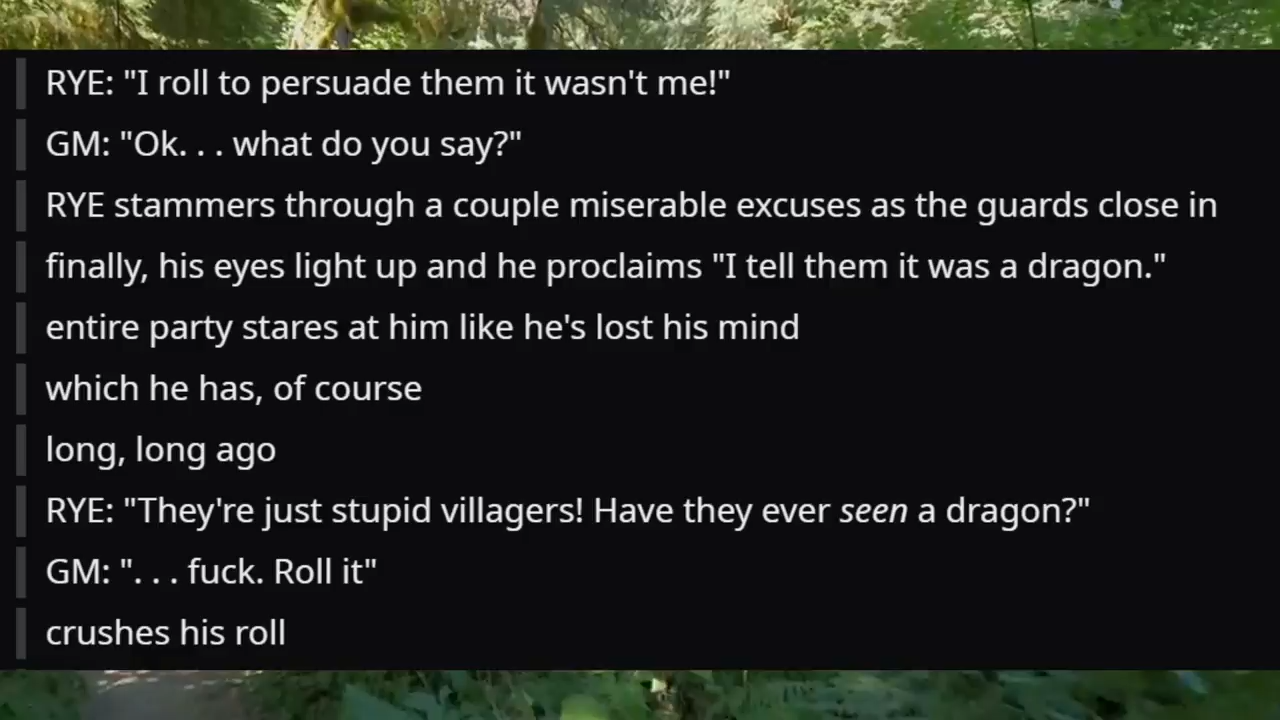 RYE: "I roll to persuade them it wasn't me!"
GM: "Ok. . . what do you say?"
RYE stammers through a couple miserable excuses as the guards close in
finally, his eyes light up and he proclaims "I tell them it was a dragon."
entire party stares at him like he's lost his mind
which he has, of course
long, long ago
RYE: "They're just stupid villagers! Have they ever seen a dragon?"
GM: ". . . fuck. Roll it"
crushes his roll